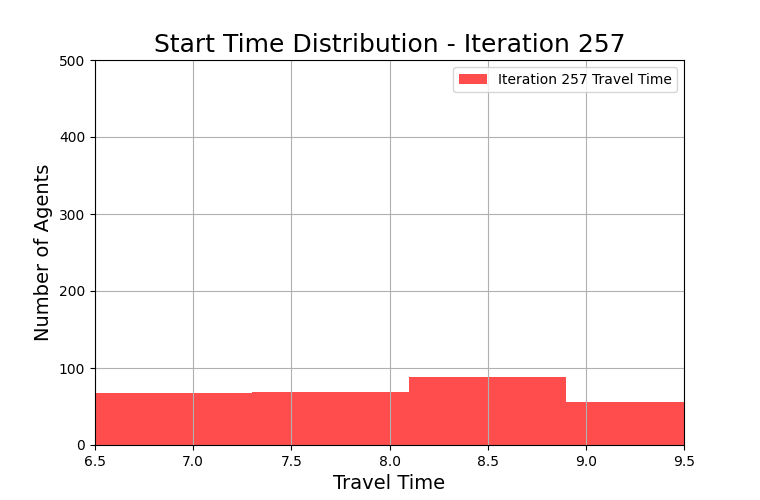 Start Time Distribution - Iteration 257
Iteration 257 Travel Time
Number of Agents
500
400
300
200
100
0
6.5 7.0 7.5 8.0 8.5 9.0 9.5
Travel Time